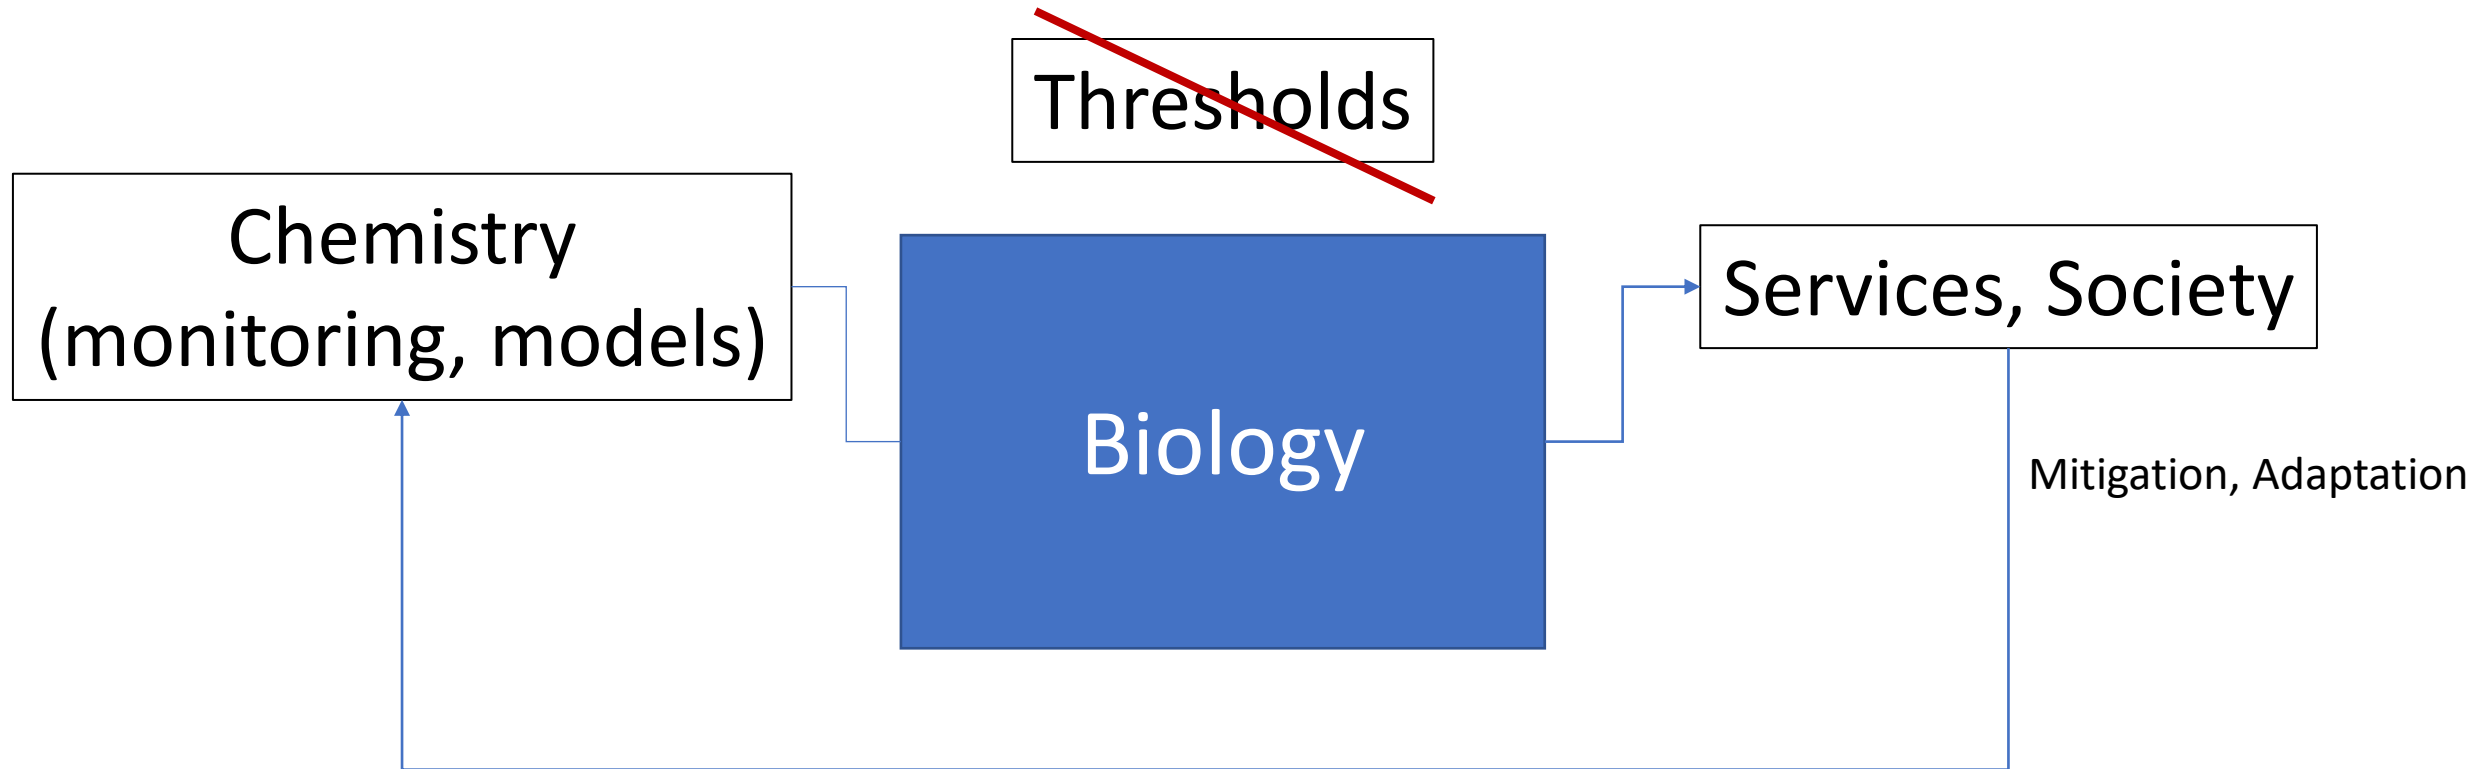 Thresholds
Chemistry
(monitoring, models)
Biology
Services, Society
Mitigation, Adaptation